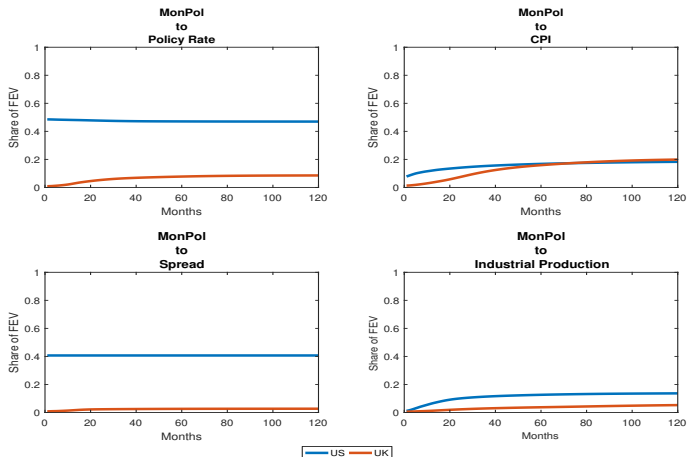 MonPol
to
Policy Rate
1
0.8
0.6
0.4
0.2
0
Share of FEV
0 20 40 60 80 100 120
Months
MonPol
to
CPI
1
0.8
0.6
0.4
0.2
0
Share of FEV
0 20 40 60 80 100 120
Months
MonPol
to
Spread
1
0.8
0.6
0.4
0.2
0
Share of FEV
0 20 40 60 80 100 120
Months
MonPol
to
Industrial Production
1
0.8
0.6
0.4
0.2
0
Share of FEV
0 20 40 60 80 100 120
Months
US UK